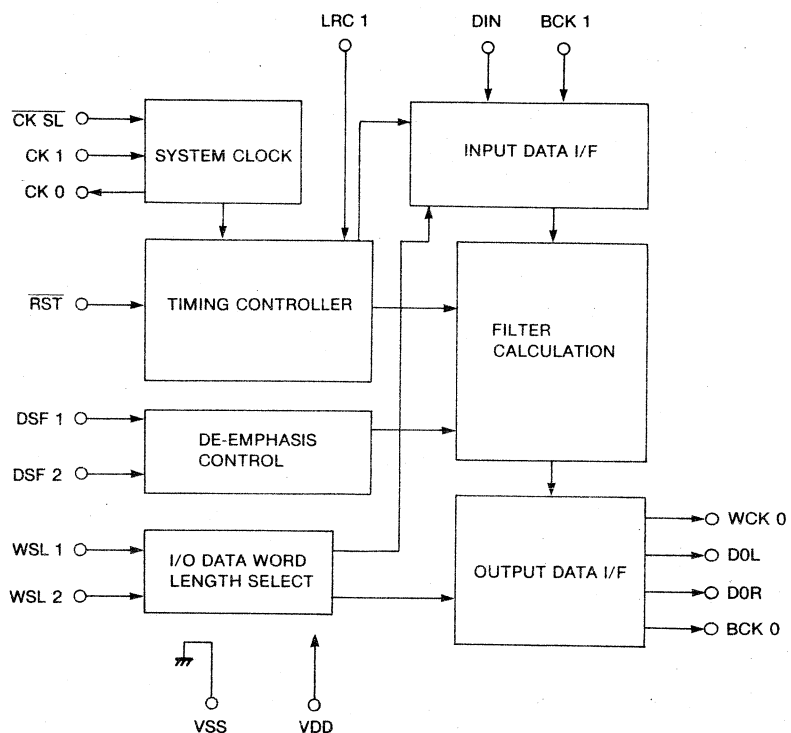 LRC 1
DIN
BCK 1
CK SL
CK 1
CK 0
SYSTEM CLOCK
INPUT DATA I/F
RST
TIMING CONTROLLER
FILTER
CALCULATION
DSF 1
DSF 2
DE-EMPHASIS
CONTROL
WSL 1
WSL 2
I/O DATA WORD
LENGTH SELECT
OUTPUT DATA I/F
WCK 0
D0L
D0R
BCK 0
VSS
VDD